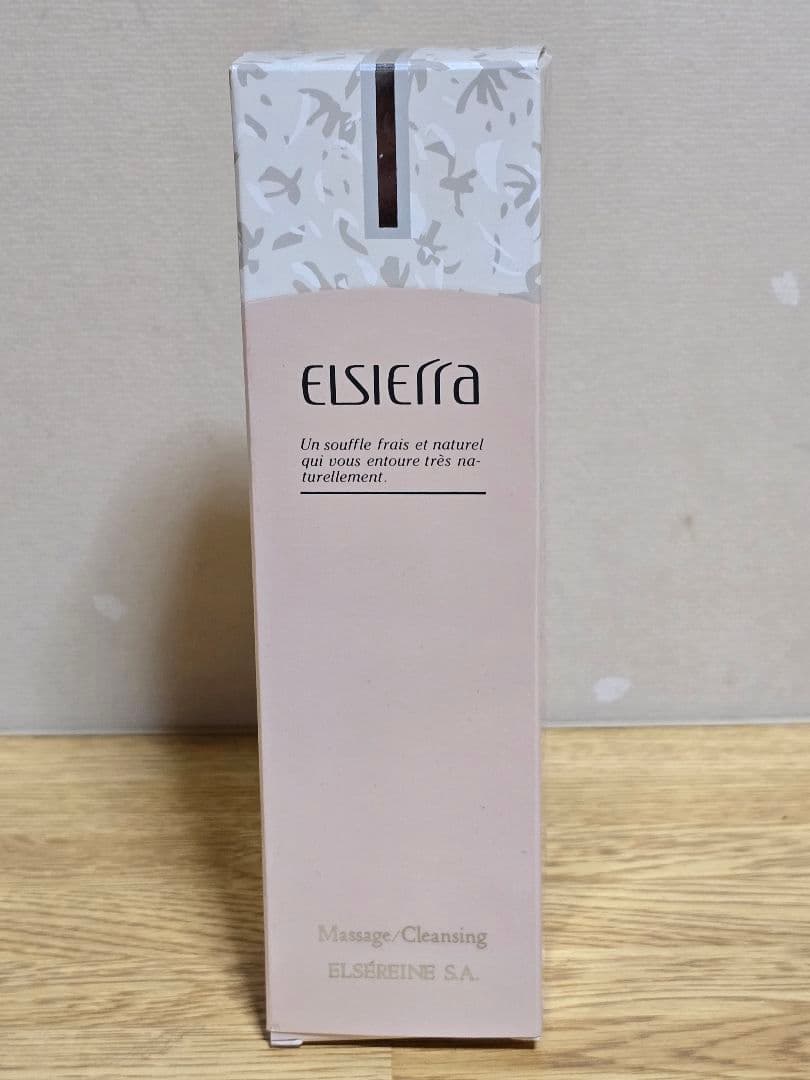 ELSIErra
Un souffle frais et naturel
qui vous entoure très na-
turellement.
Massage/Cleansing
ELSÉREINE S.A.